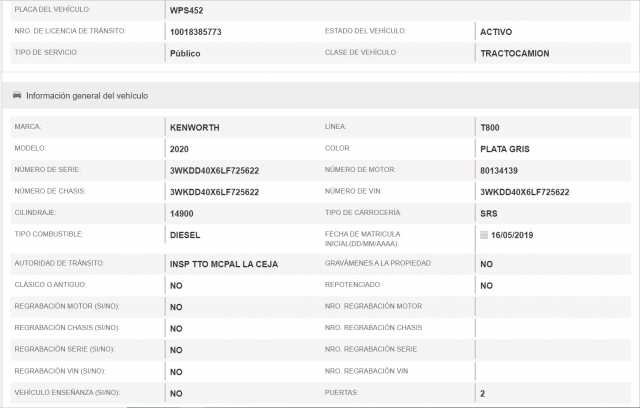 PLACA DEL VEHÍCULO: WPS452
NRO. DE LICENCIA DE TRÁNSITO: 10018385773 ESTADO DEL VEHÍCULO: ACTIVO
TIPO DE SERVICIO: Público CLASE DE VEHÍCULO: TRACTOCAMION
Información general del vehículo
MARCA: KENWORTH LÍNEA: T800
MODELO: 2020 COLOR: PLATA GRIS
NÚMERO DE SERIE: 3WKDD40X6LF725622 NÚMERO DE MOTOR: 80134139
NÚMERO DE CHASIS: 3WKDD40X6LF725622 NÚMERO DE VIN: 3WKDD40X6LF725622
CILINDRAJE: 14900 TIPO DE CARROCERÍA: SRS
TIPO COMBUSTIBLE: DIESEL FECHA DE MATRICULA INICIAL(DD/MM/AAAA): 16/05/2019
AUTORIDAD DE TRÁNSITO: INSP TTO MCPAL LA CEJA GRAVÁMENES A LA PROPIEDAD: NO
CLÁSICO O ANTIGUO: NO REPOTENCIADO: NO
REGRABACIÓN MOTOR (SI/NO): NO NRO. REGRABACIÓN MOTOR
REGRABACIÓN CHASIS (SI/NO): NO NRO. REGRABACIÓN CHASIS
REGRABACIÓN SERIE (SI/NO): NO NRO. REGRABACIÓN SERIE
REGRABACIÓN VIN (SI/NO): NO NRO. REGRABACIÓN VIN
VEHÍCULO ENSEÑANZA (SI/NO): NO PUERTAS: 2